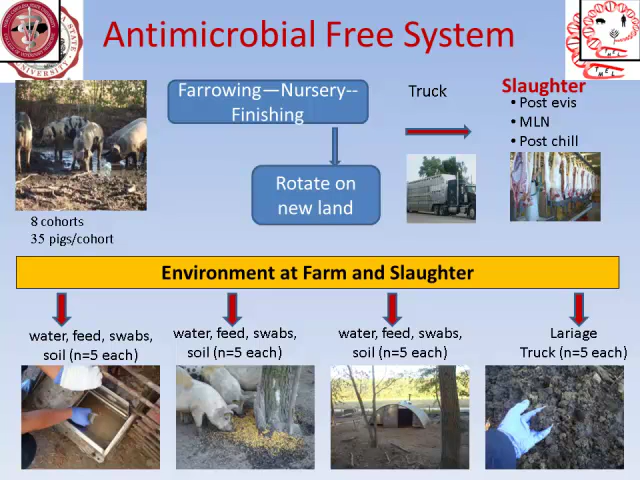 Antimicrobial Free System
Farrowing—Nursery--
Finishing
Truck
Slaughter
• Post evis
• MLN
• Post chill
Rotate on
new land
8 cohorts
35 pigs/cohort
Environment at Farm and Slaughter
water, feed, swabs,
soil (n=5 each)
water, feed, swabs,
soil (n=5 each)
water, feed, swabs,
soil (n=5 each)
Lariage
Truck (n=5 each)